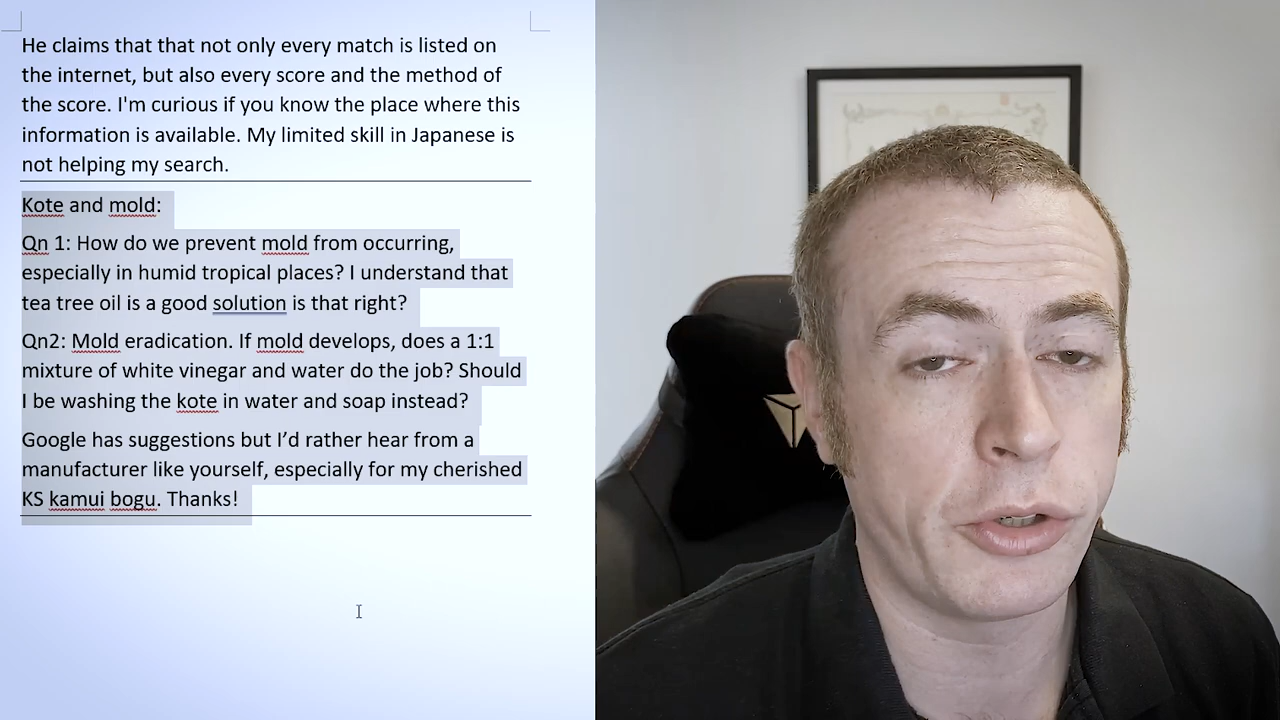 He claims that that not only every match is listed on
the internet, but also every score and the method of
the score. I'm curious if you know the place where this
information is available. My limited skill in Japanese is
not helping my search.
Kote and mold:
Qn 1: How do we prevent mold from occurring,
especially in humid tropical places? I understand that
tea tree oil is a good solution is that right?
Qn2: Mold eradication. If mold develops, does a 1:1
mixture of white vinegar and water do the job? Should
I be washing the kote in water and soap instead?
Google has suggestions but I’d rather hear from a
manufacturer like yourself, especially for my cherished
KS kamui bogu. Thanks!